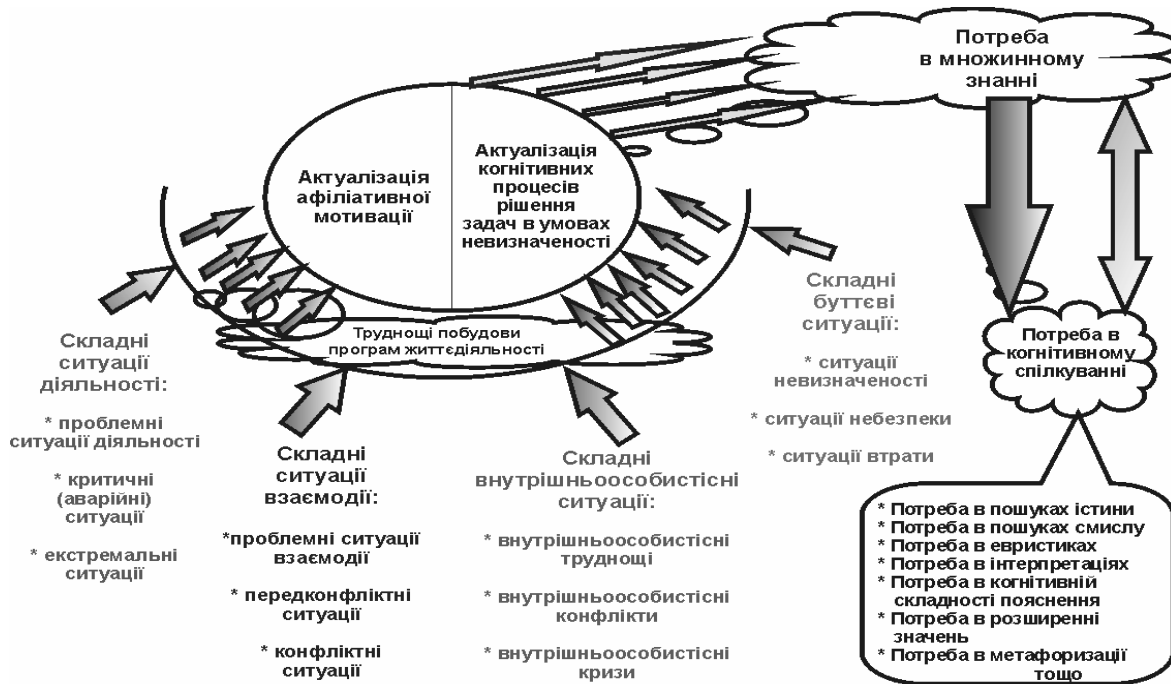 Потреба
в множинному
знанні
Актуалізація
афіліативної
мотивації
Актуалізація
когнітивних
процесів
рішення
задач в умовах
невизначеності
Труднощі побудови
програм життєдіяльності
Складні
ситуації
діяльності:
* проблемні
ситуації діяльності
* критичні
(аварійні)
ситуації
* екстремальні
ситуації
Складні
ситуації
взаємодії:
*проблемні ситуації
взаємодії
* передконфліктні
ситуації
* конфліктні
ситуації
Складні
внутрішньоособистісні
ситуації:
* внутрішньоособистісні
труднощі
* внутрішньоособистісні
конфлікти
* внутрішньоособистісні
кризи
Складні
буттєві
ситуації:
* ситуації
невизначеності
* ситуації небезпеки
* ситуації втрати
Потреба в
когнітивному
спілкуванні
* Потреба в пошуках істини
* Потреба в пошуках смислу
* Потреба в евристиках
* Потреба в інтерпретаціях
* Потреба в когнітивній
складності пояснення
* Потреба в розширенні
значень
* Потреба в метафоризації
тощо